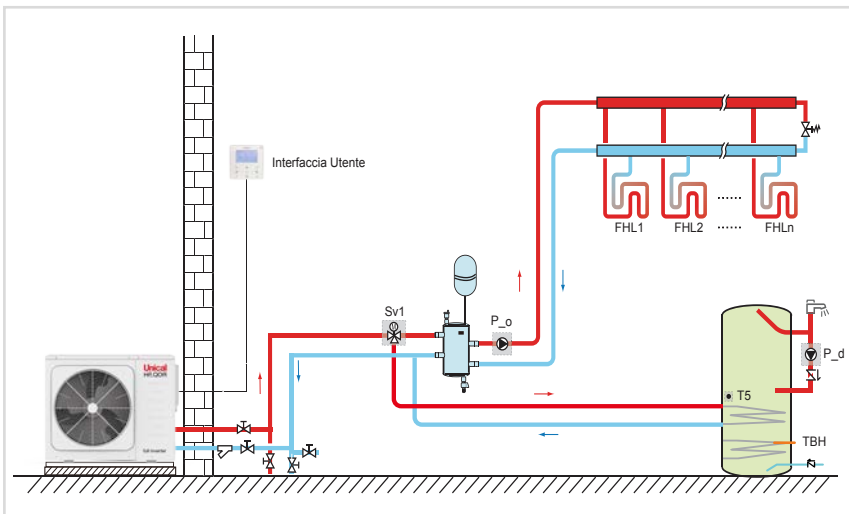 Interfaccia Utente
FHL1
FHL2
FHLn
Sv1
M
P_o
P_d
T5
TBH
Unical